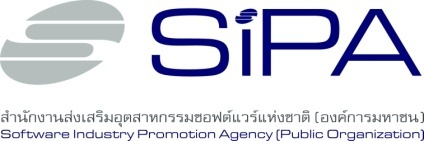 SiPA
สำนักงานส่งเสริมอุตสาหกรรมซอฟต์แวร์แห่งชาติ (องค์การมหาชน)
Software Industry Promotion Agency (Public Organization)